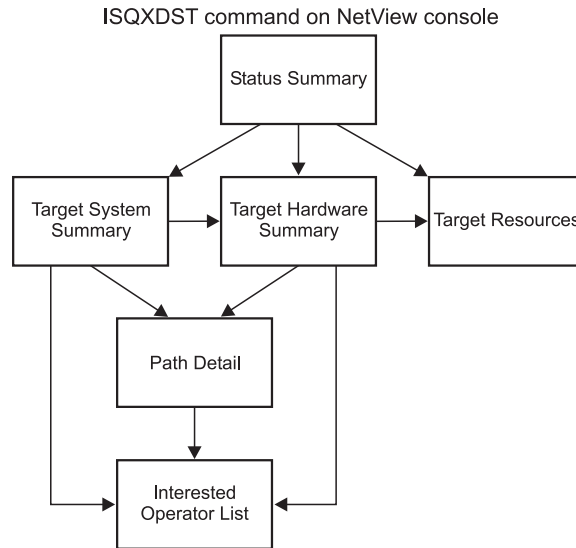 ISQXDST command on NetView console
Status Summary
Target System
Summary
Target Hardware
Summary
Target Resources
Path Detail
Interested
Operator List